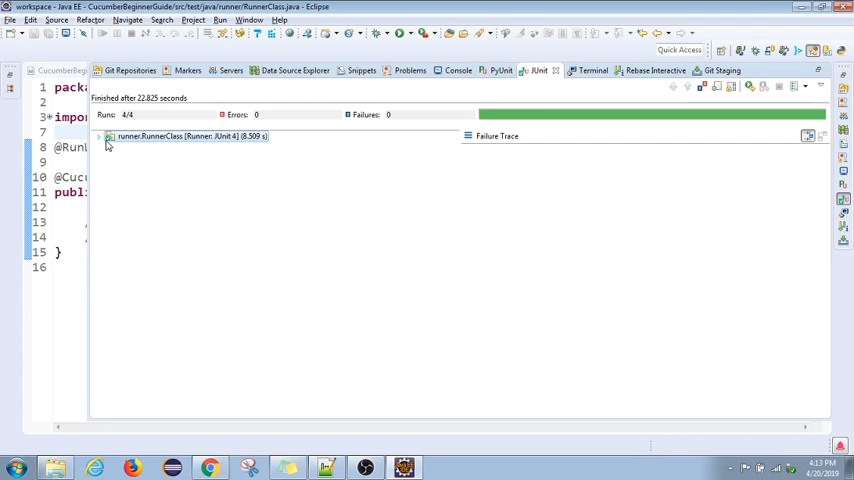 workspace - Java EE - CucumberBeginnerGuide/src/test/java/runner/RunnerClass.java - Eclipse
File Edit Source Refactor Navigate Search Project Run Window Help
Quick Access
CucumberBeg
Git Repositories Markers Servers Data Source Explorer Snippets Problems Console PyUnit JUnit Terminal Rebase Interactive Git Staging
1 packa
2
3 impor
7
8 @RunW
9
10 @Cucu
11 publi
12
13 /
14 /
15 }
16
Finished after 22.825 seconds
Runs: 4/4 Errors: 0 Failures: 0
runner.RunnerClass [Runner: JUnit 4] (8.509 s)
Failure Trace
4:13 PM
4/20/2019